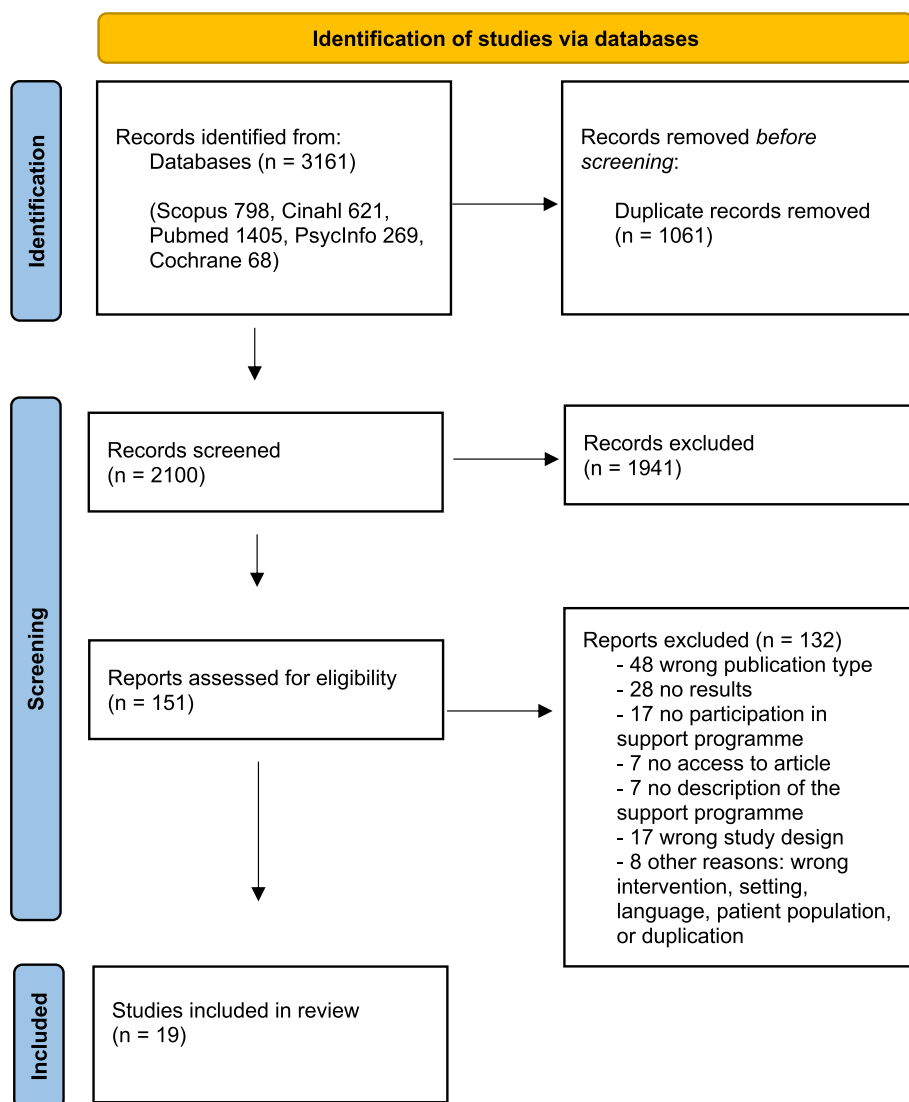 Identification of studies via databases
Identification
Records identified from:
Databases (n = 3161)
(Scopus 798, Cinahl 621,
Pubmed 1405, PsycInfo 269,
Cochrane 68)
Records removed before
screening:
Duplicate records removed
(n = 1061)
Screening
Records screened
(n = 2100)
Records excluded
(n = 1941)
Reports assessed for eligibility
(n = 151)
Reports excluded (n = 132)
- 48 wrong publication type
- 28 no results
- 17 no participation in
support programme
- 7 no access to article
- 7 no description of the
support programme
- 17 wrong study design
- 8 other reasons: wrong
intervention, setting,
language, patient population,
or duplication
Included
Studies included in review
(n = 19)